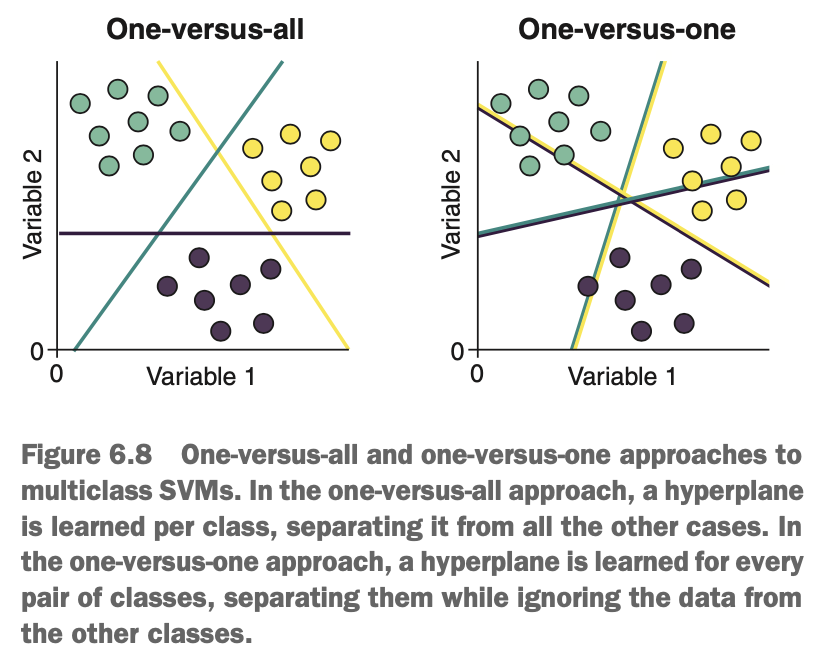 One-versus-all
One-versus-one
Variable 2
0
0
Variable 1
Variable 2
0
0
Variable 1
Figure 6.8 One-versus-all and one-versus-one approaches to
multiclass SVMs. In the one-versus-all approach, a hyperplane
is learned per class, separating it from all the other cases. In
the one-versus-one approach, a hyperplane is learned for every
pair of classes, separating them while ignoring the data from
the other classes.